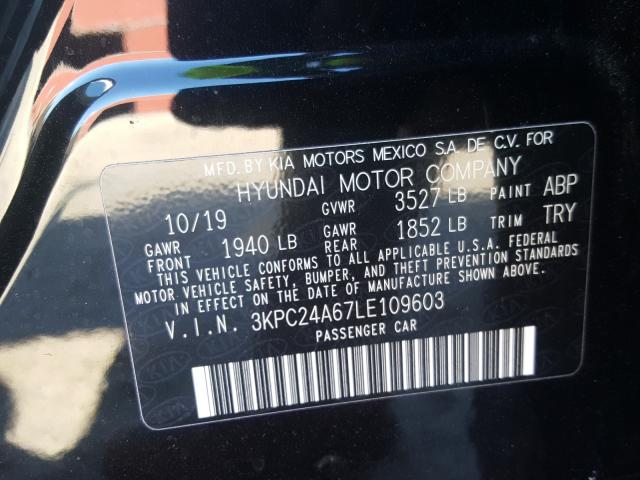 MFD. BY KIA MOTORS MEXICO S.A. DE C.V. FOR
HYUNDAI MOTOR COMPANY
10/19 GVWR 3527 LB PAINT ABP
GAWR FRONT 1940 LB GAWR REAR 1852 LB TRIM TRY
THIS VEHICLE CONFORMS TO ALL APPLICABLE U.S.A. FEDERAL
MOTOR VEHICLE SAFETY, BUMPER, AND THEFT PREVENTION STANDARDS
IN EFFECT ON THE DATE OF MANUFACTURE SHOWN ABOVE.
V.I.N. 3KPC24A67LE109603
PASSENGER CAR